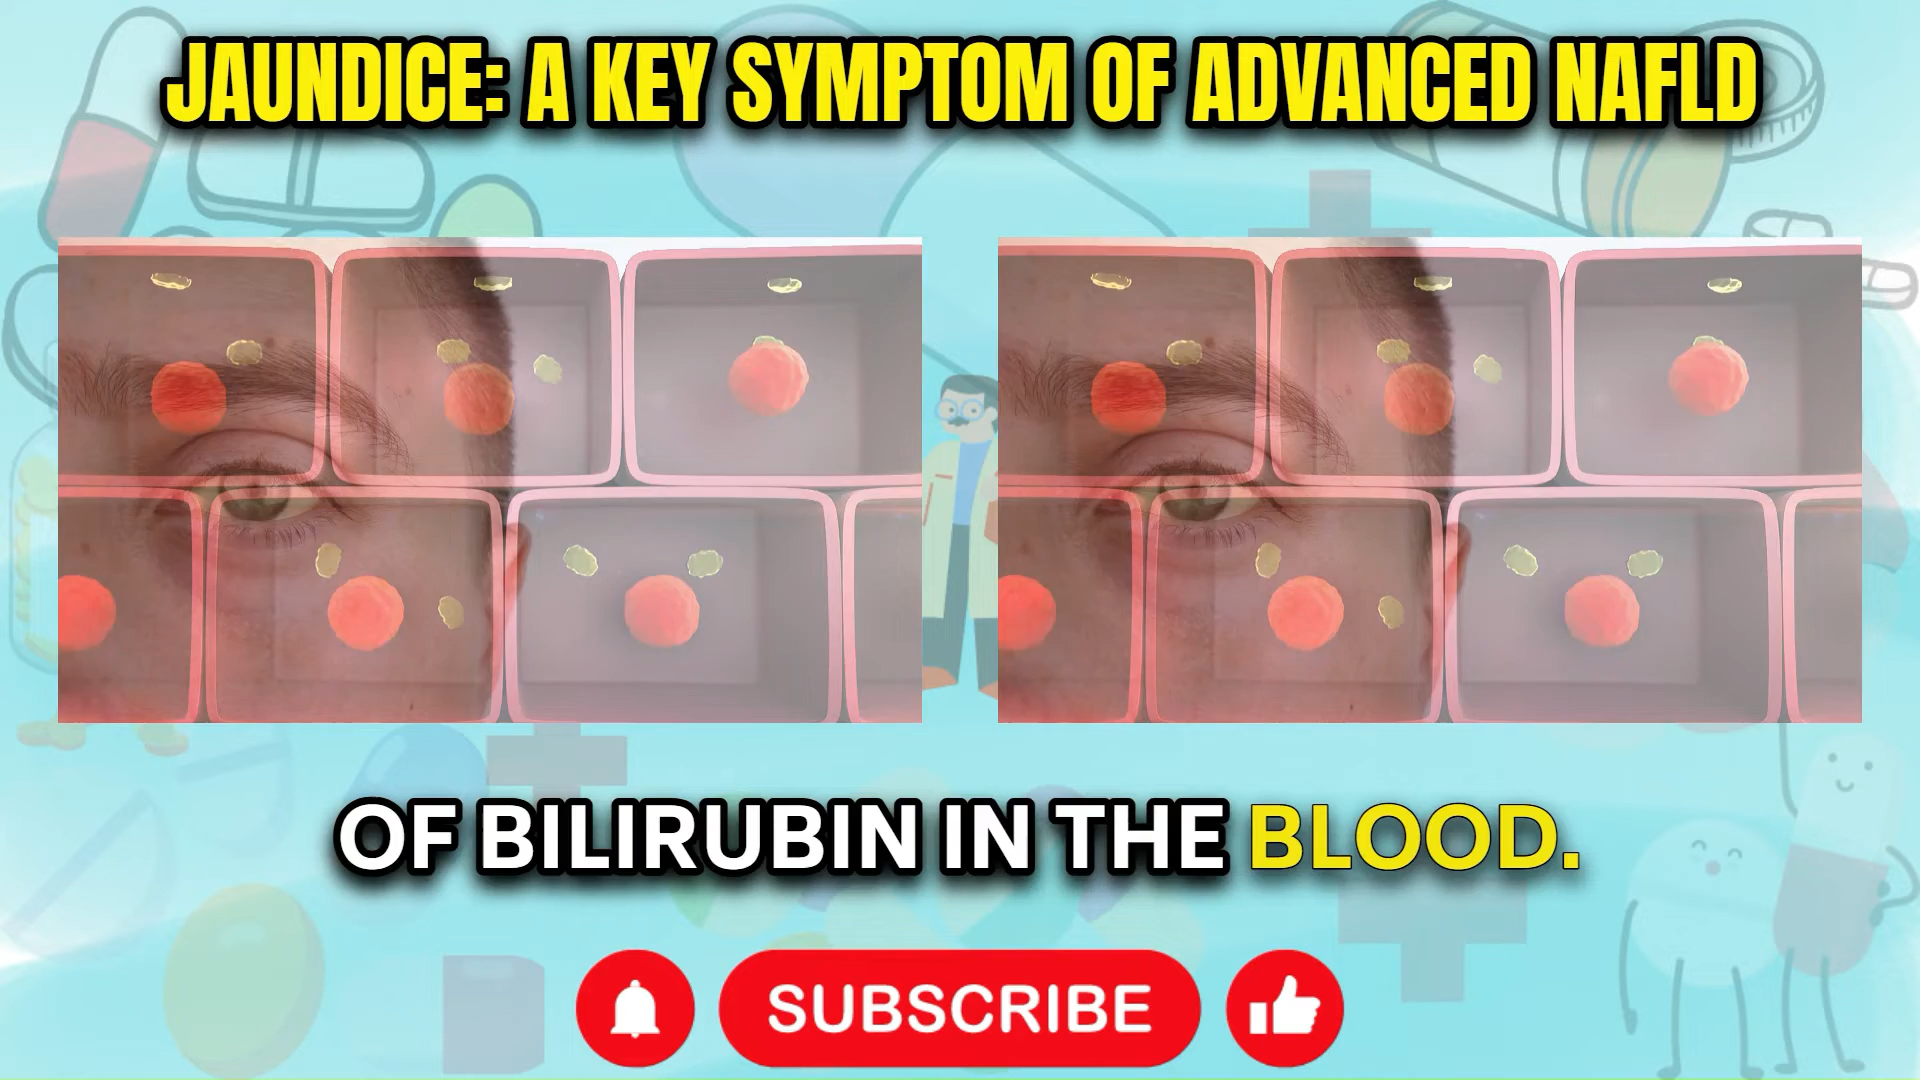 JAUNDICE: A KEY SYMPTOM OF ADVANCED NAFLD
OF BILIRUBIN IN THE BLOOD.
SUBSCRIBE